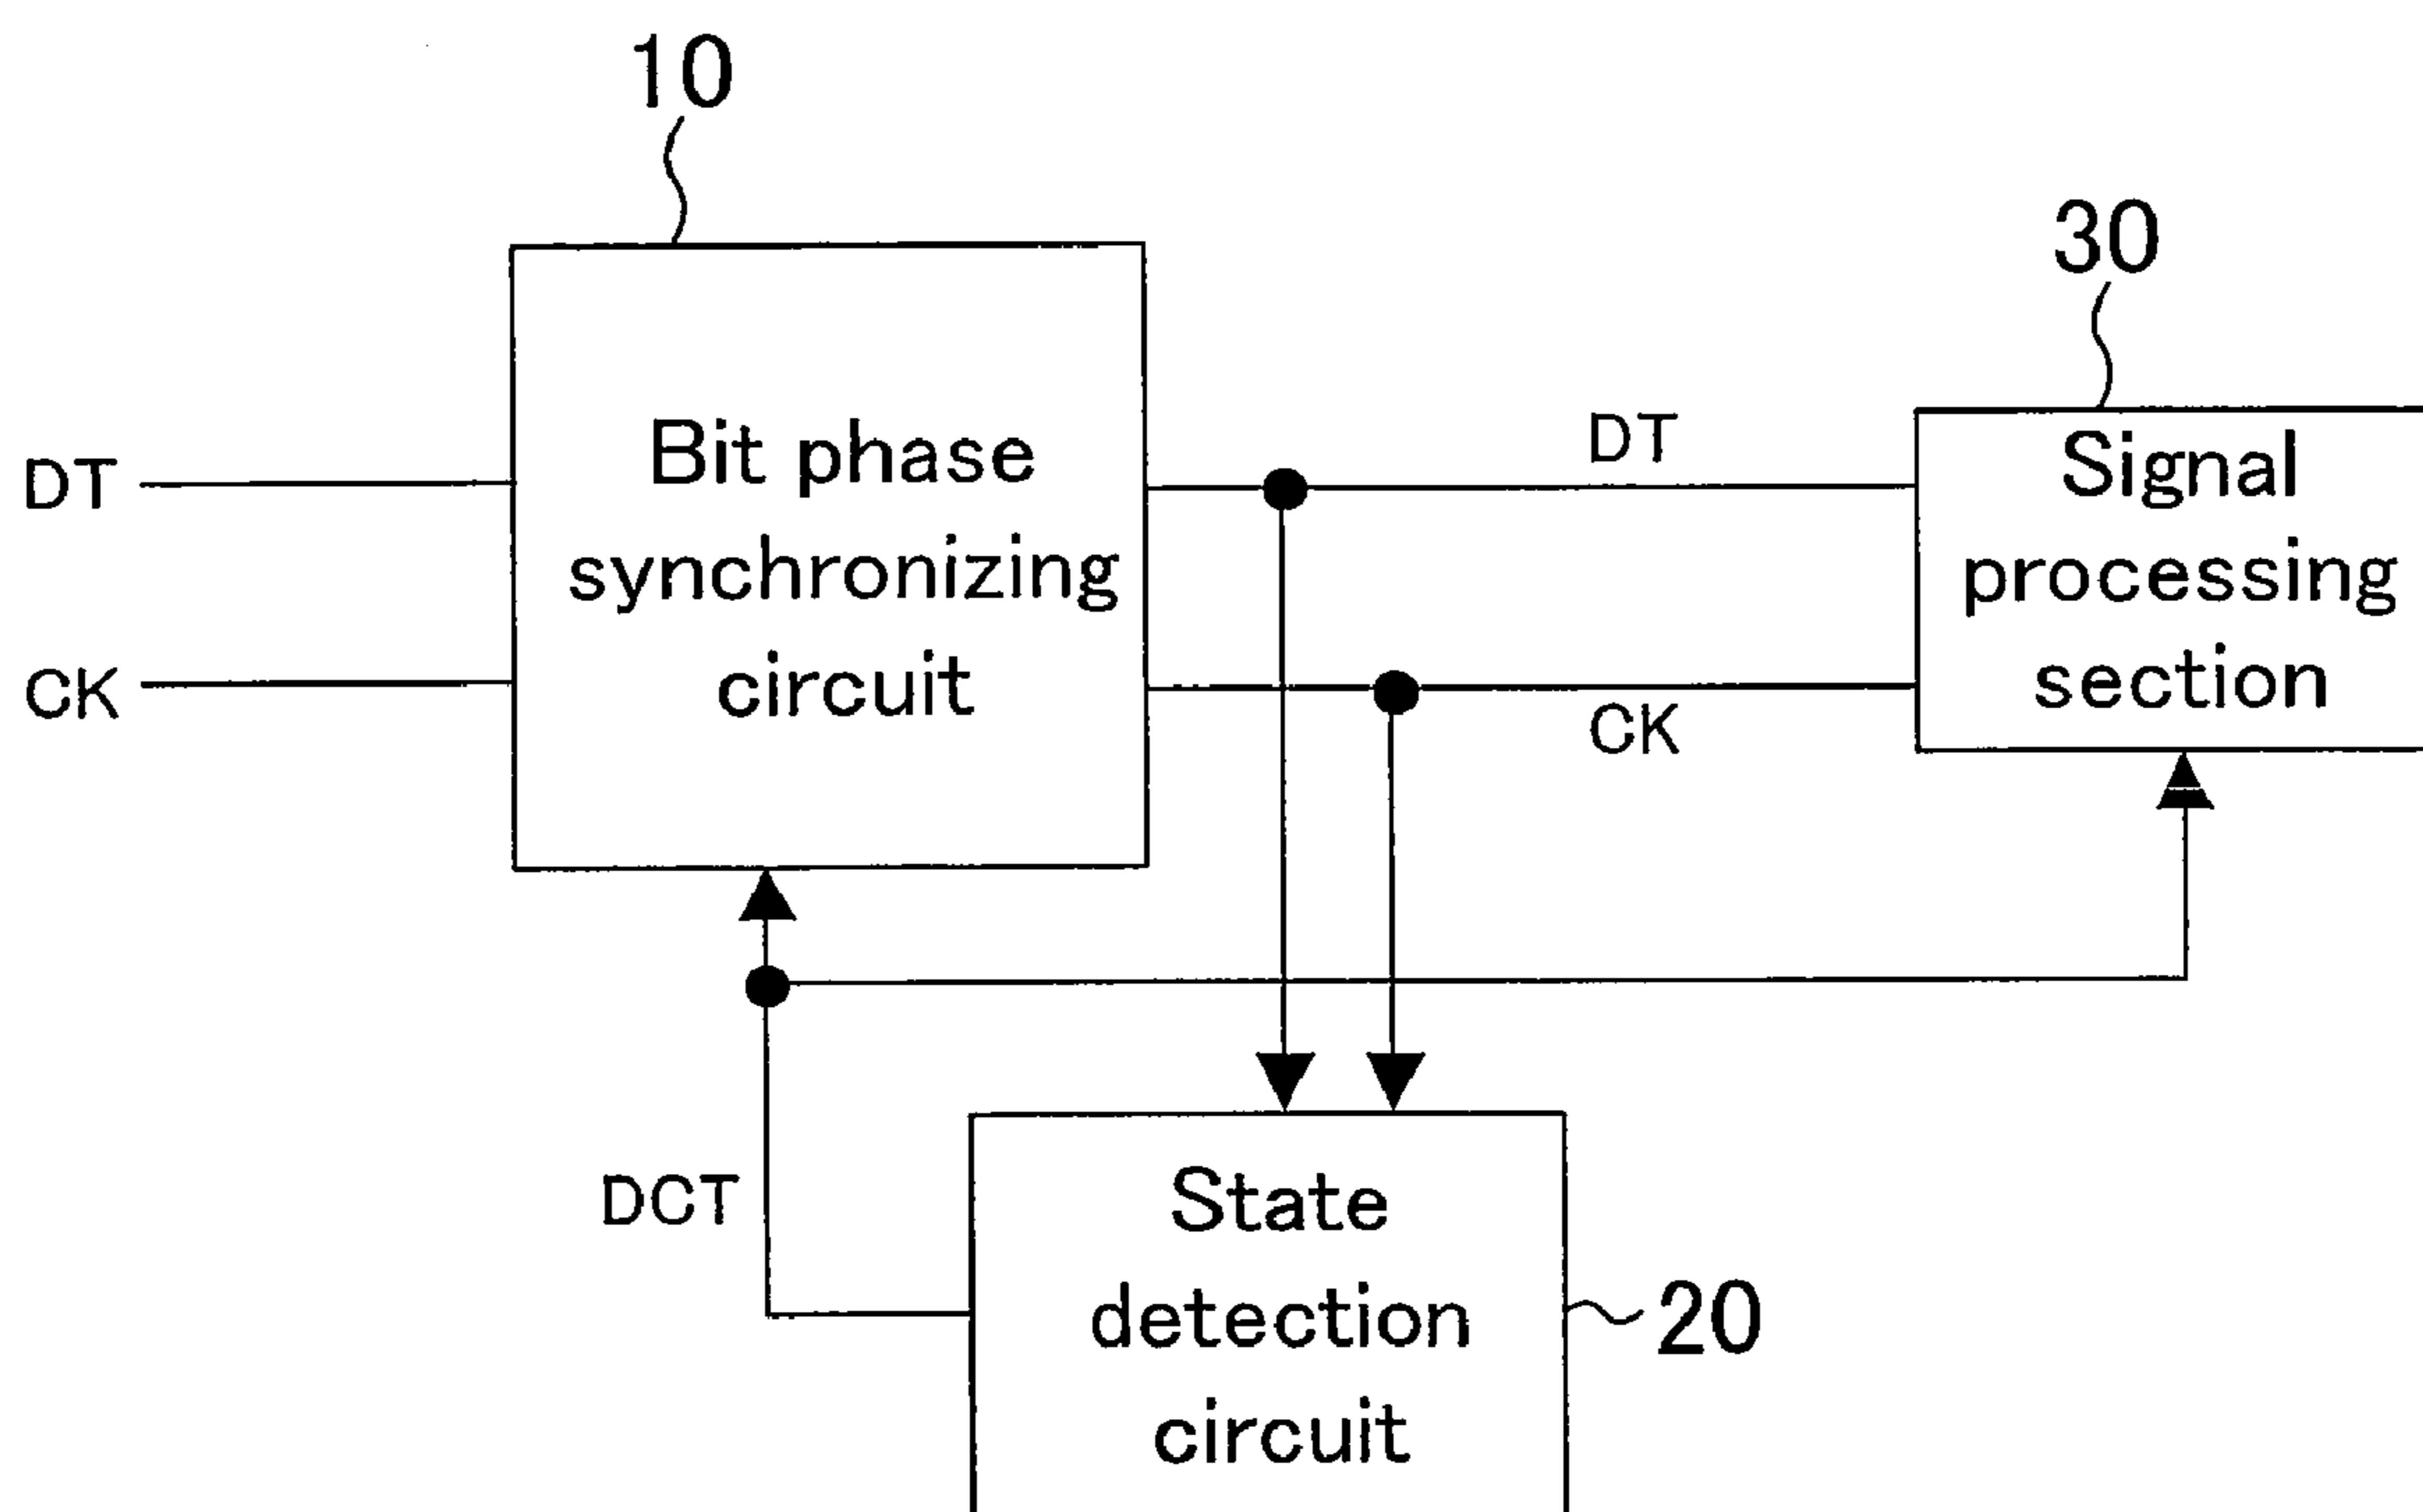 10
30
DT
Bit phase
synchronizing
circuit
CK
DT
CK
Signal
processing
section
DCT
State
detection
circuit
20